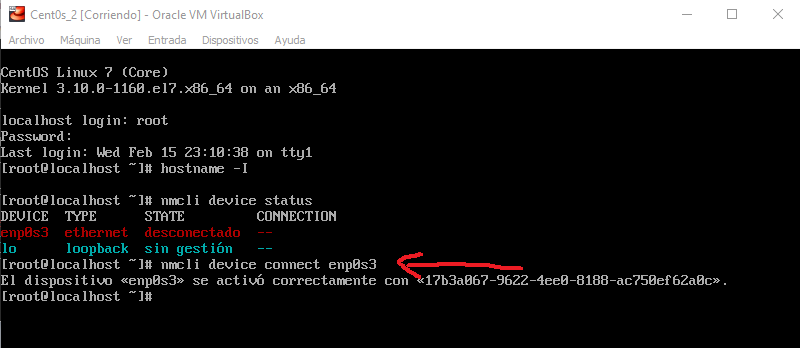 Cent0s_2 [Corriendo] - Oracle VM VirtualBox
Archivo Máquina Ver Entrada Dispositivos Ayuda
CentOS Linux 7 (Core)
Kernel 3.10.0-1160.el7.x86_64 on an x86_64
localhost login: root
Password:
Last login: Wed Feb 15 23:10:38 on tty1
[root@localhost ~]# hostname -I
[root@localhost ~]# nmcli device status
DEVICE TYPE STATE CONNECTION
enp0s3 ethernet desconectado --
lo loopback sin gestión --
[root@localhost ~]# nmcli device connect enp0s3
El dispositivo «enp0s3» se activó correctamente con «17b3a067-9622-4ee0-8188-ac750ef62a0c».
[root@localhost ~]#